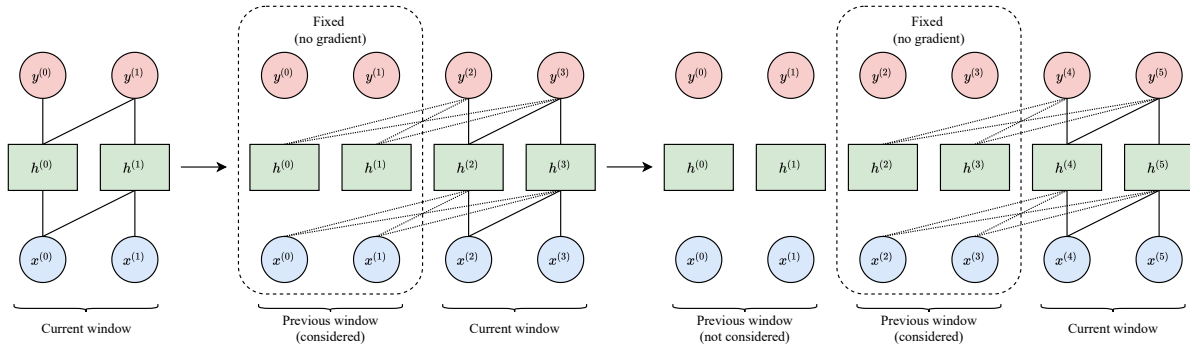 Fixed
(no gradient)
Fixed
(no gradient)
y^{(0)} y^{(1)} y^{(0)} y^{(1)} y^{(2)} y^{(3)} y^{(0)} y^{(1)} y^{(2)} y^{(3)} y^{(4)} y^{(5)}
h^{(0)} h^{(1)} h^{(0)} h^{(1)} h^{(2)} h^{(3)} h^{(0)} h^{(1)} h^{(2)} h^{(3)} h^{(4)} h^{(5)}
x^{(0)} x^{(1)} x^{(0)} x^{(1)} x^{(2)} x^{(3)} x^{(0)} x^{(1)} x^{(2)} x^{(3)} x^{(4)} x^{(5)}
Current window
Previous window
(considered)
Current window
Previous window
(not considered)
Previous window
(considered)
Current window